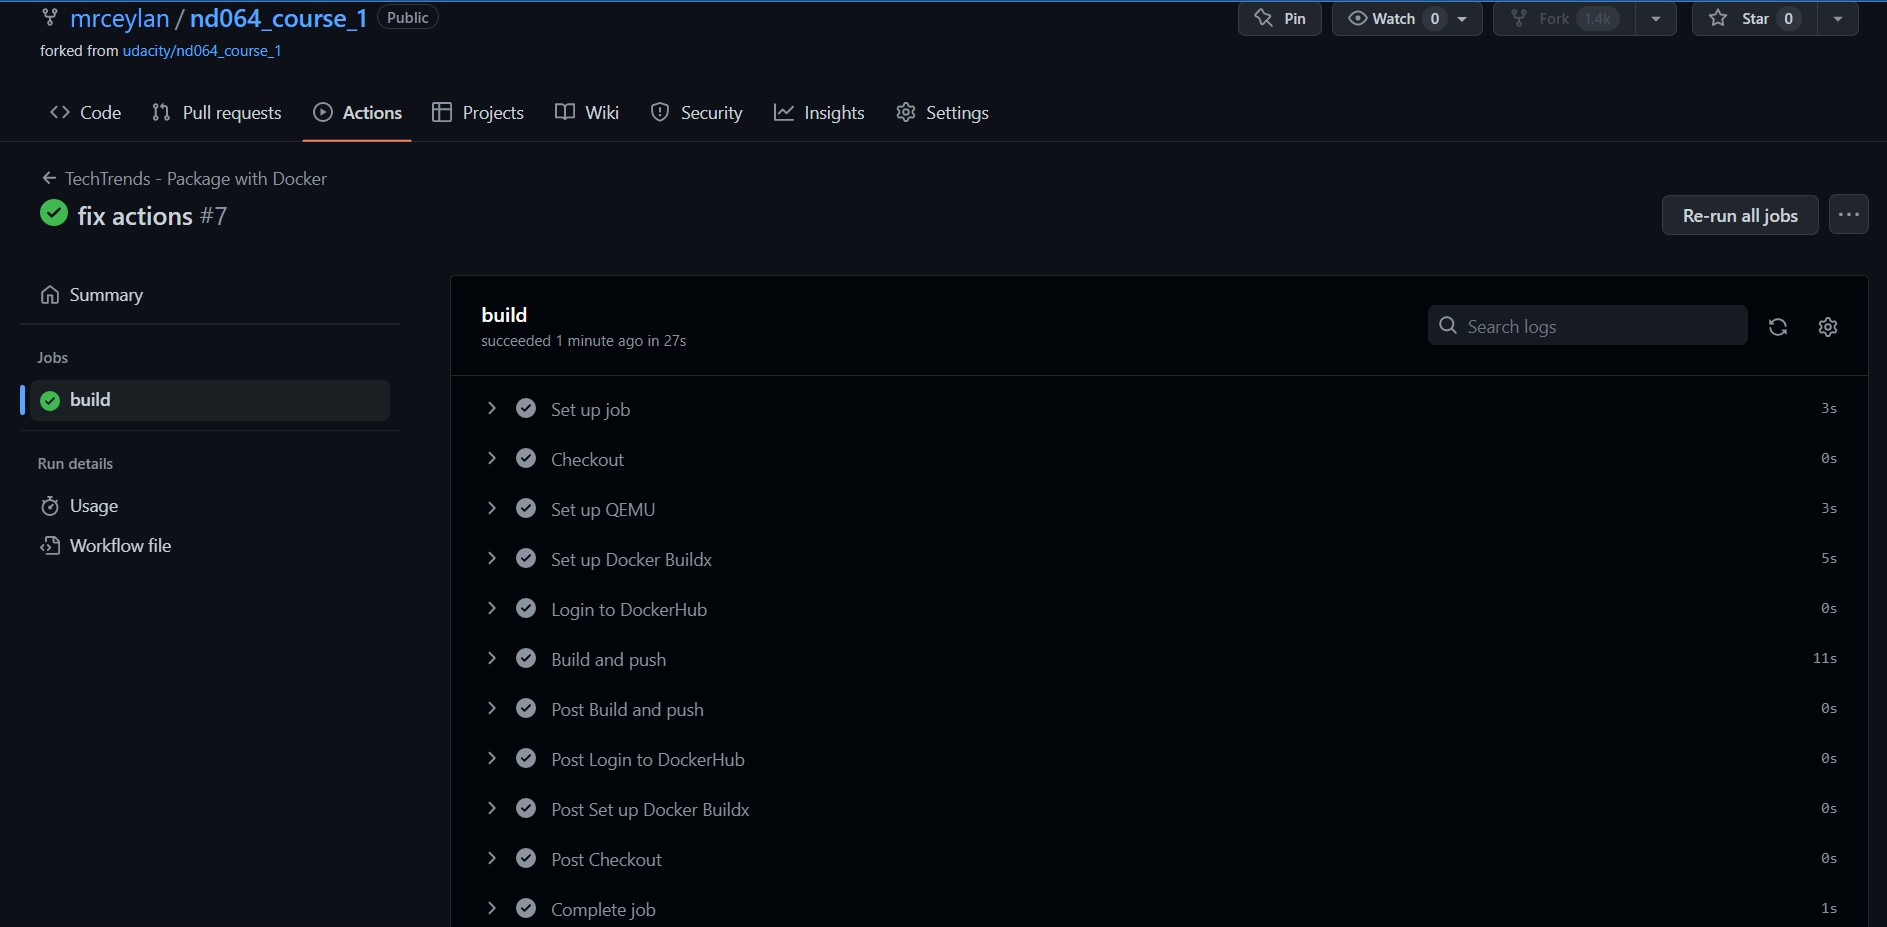 mrceylan / nd064_course_1 Public Pin Watch 0 Fork 1.4k Star 0
forked from udacity/nd064_course_1
Code Pull requests Actions Projects Wiki Security Insights Settings
TechTrends - Package with Docker
fix actions #7
Re-run all jobs
Summary
Jobs
build
Run details
Usage
Workflow file
build
succeeded 1 minute ago in 27s
Search logs
Set up job 3s
Checkout 0s
Set up QEMU 3s
Set up Docker Buildx 5s
Login to DockerHub 0s
Build and push 11s
Post Build and push 0s
Post Login to DockerHub 0s
Post Set up Docker Buildx 0s
Post Checkout 0s
Complete job 1s